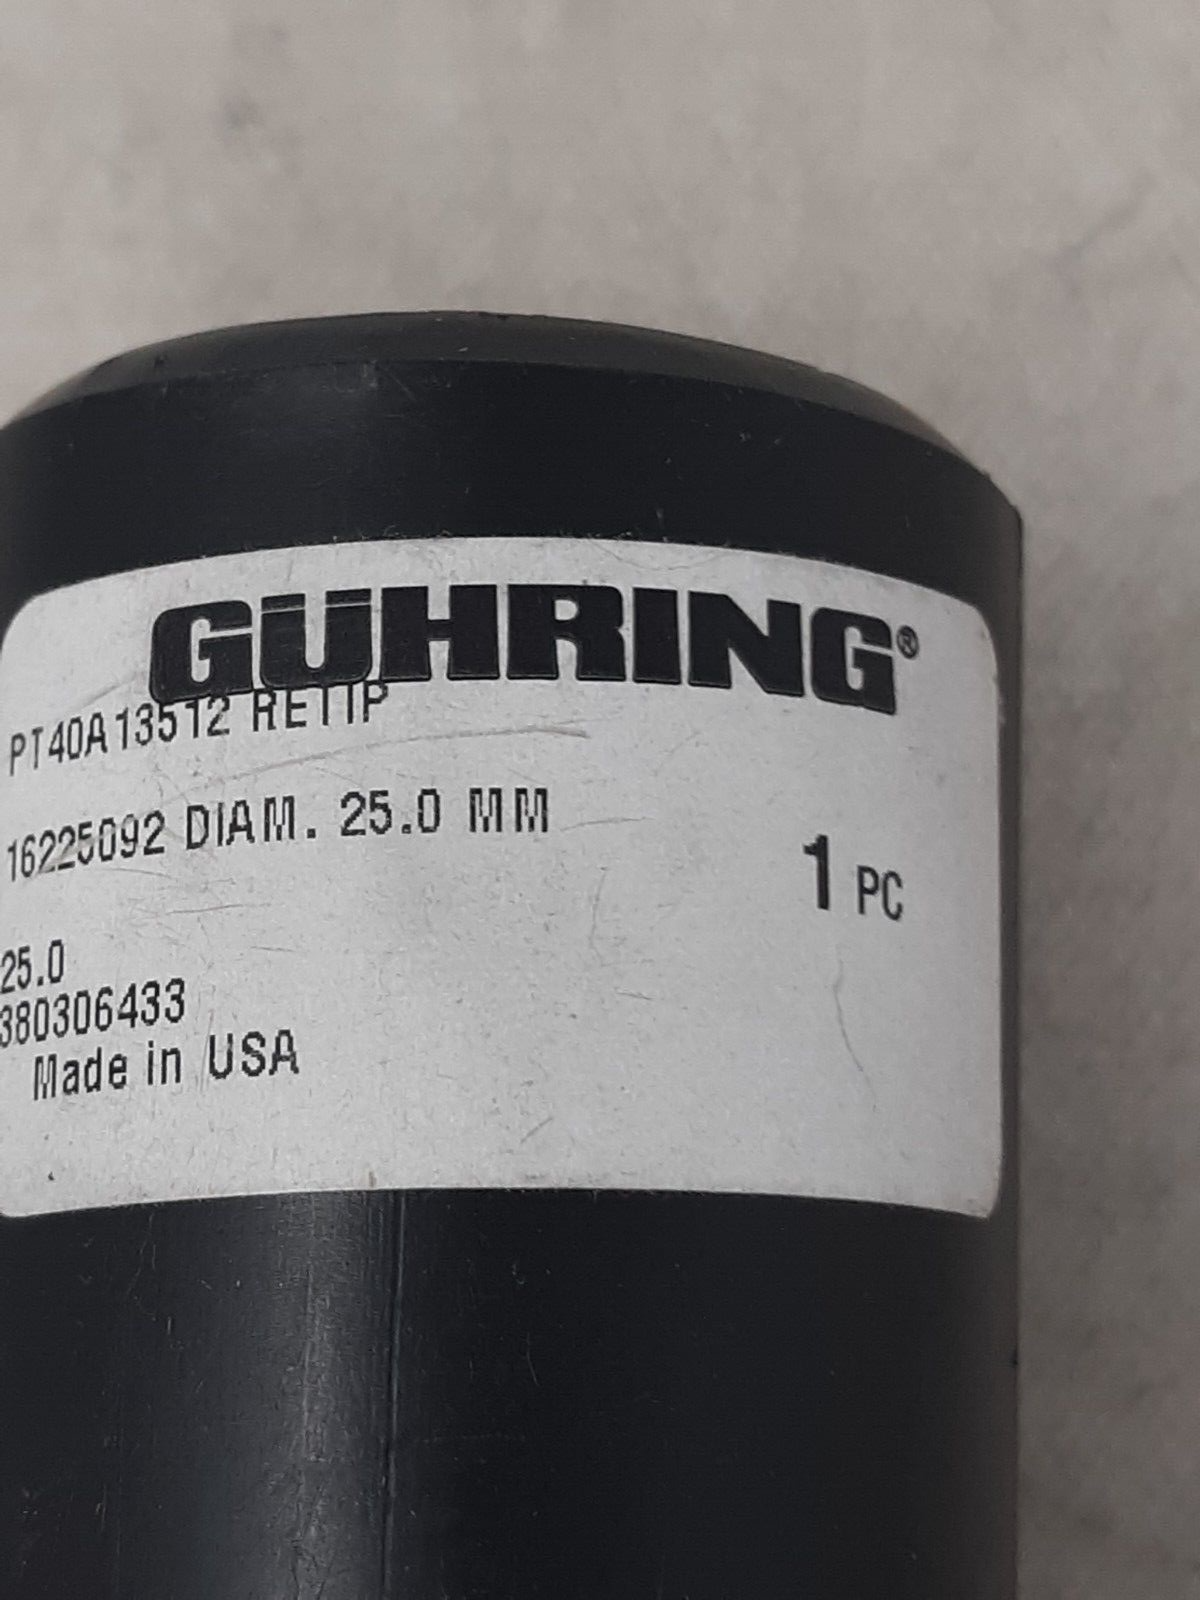 GÜHRING®
PT40A13512 RETIP
16225092 DIAM. 25.0 MM
1 PC
25.0
380306433
Made in USA